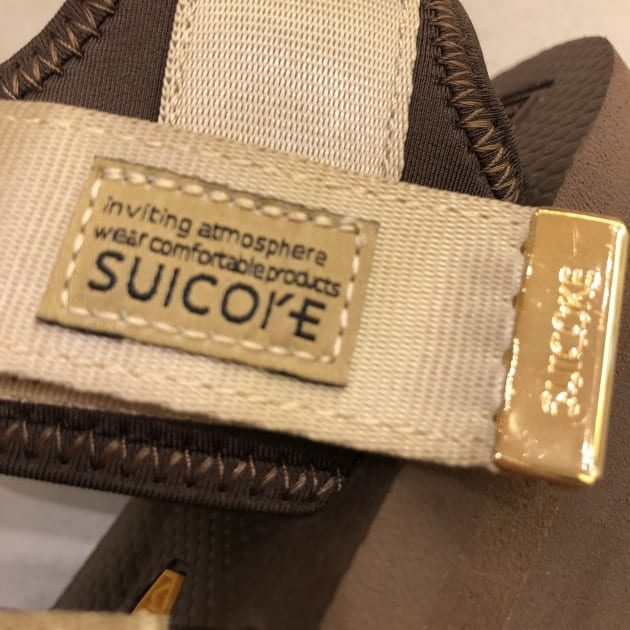 inviting atmosphere
wear comfortable products
SUICOKE
SUICOKE